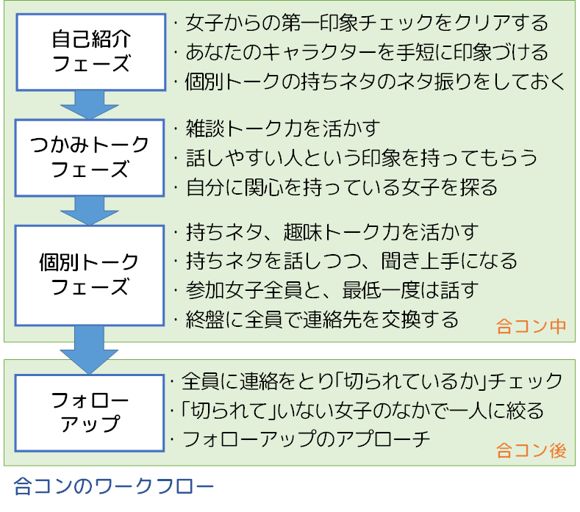 自己紹介
フェーズ
・女子からの第一印象チェックをクリアする
・あなたのキャラクターを手短に印象づける
・個別トークの持ちネタのネタ振りをしておく
つかみトーク
フェーズ
・雑談トーク力を活かす
・話しやすい人という印象を持ってもらう
・自分に関心を持っている女子を探る
個別トーク
フェーズ
・持ちネタ、趣味トーク力を活かす
・持ちネタを話しつつ、聞き上手になる
・参加女子全員と、最低一度は話す
・終盤に全員で連絡先を交換する
合コン中
フォロー
アップ
・全員に連絡をとり「切られているか」チェック
・「切られて」いない女子のなかで一人に絞る
・フォローアップのアプローチ
合コン後
合コンのワークフロー